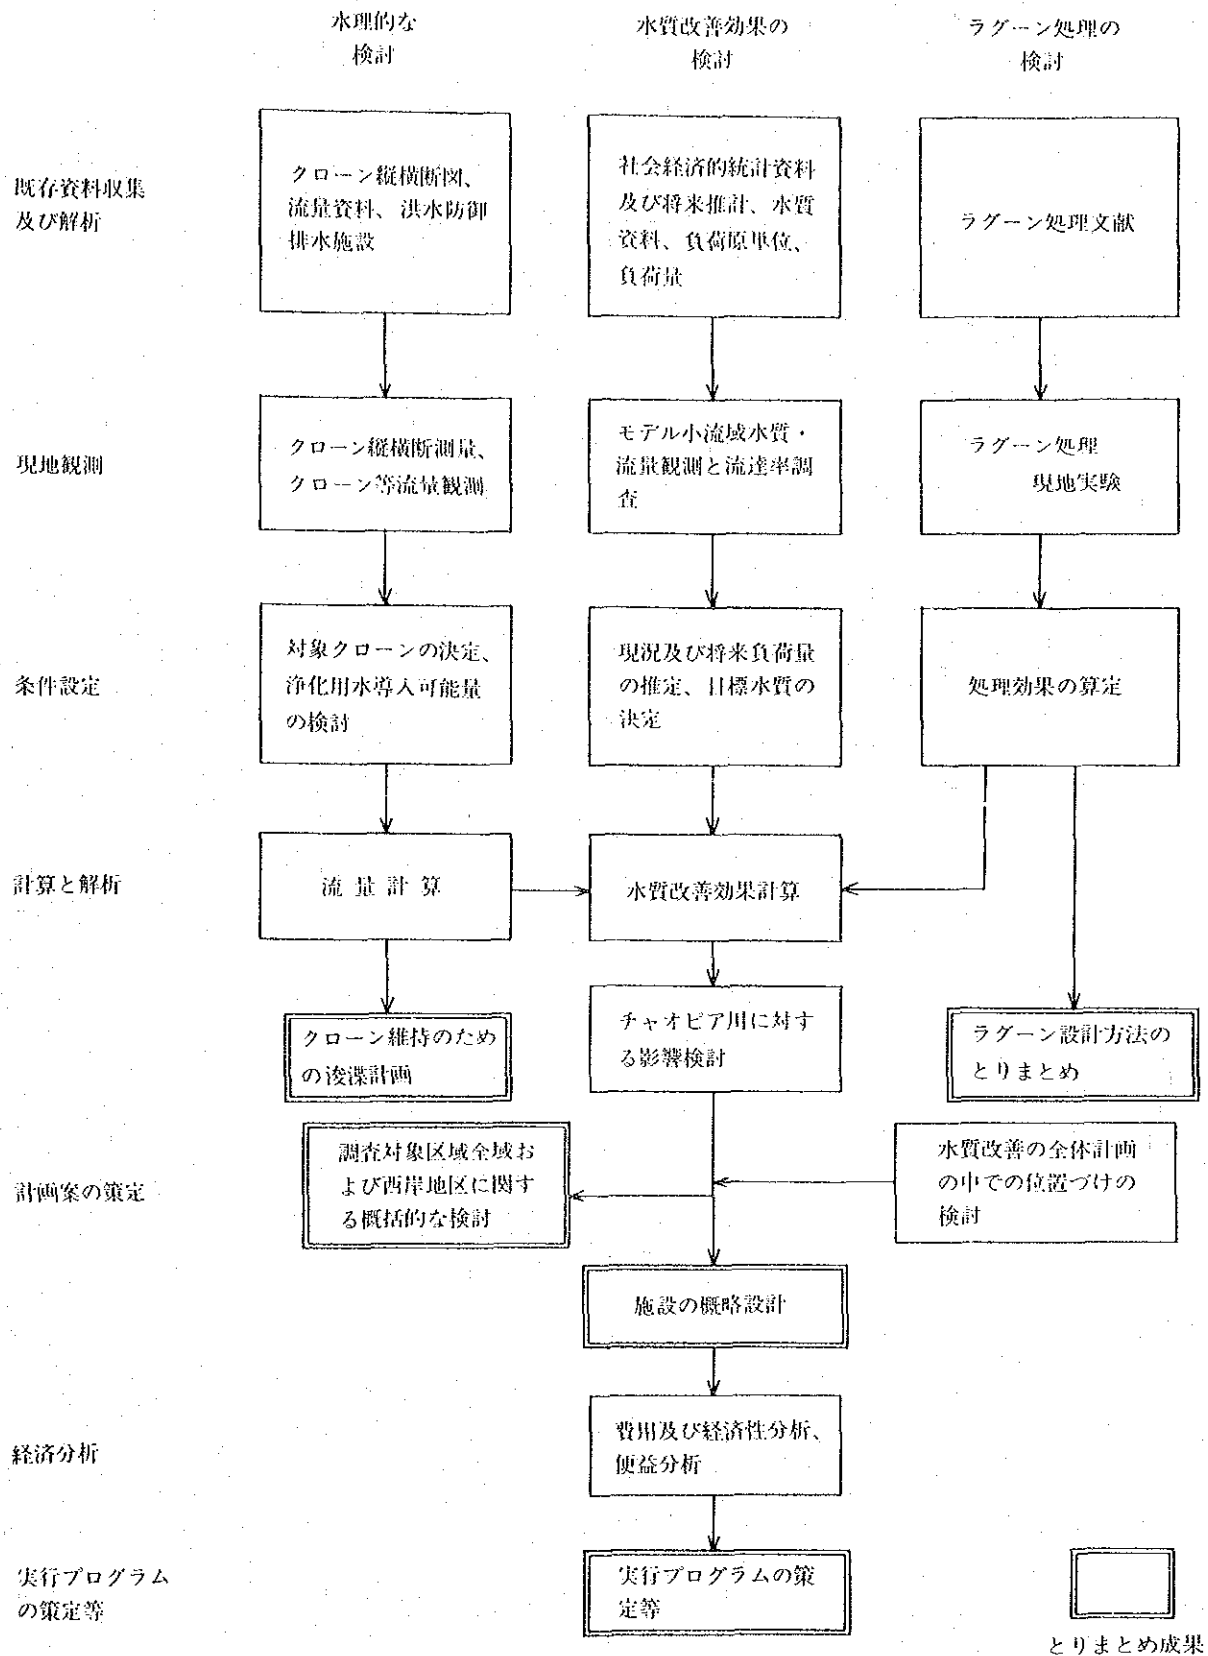 水理的な
検討
水質改善効果の
検討
ラグーン処理の
検討
既存資料収集
及び解析
クローン縦横断図、
流量資料、洪水防御
排水施設
社会経済的統計資料
及び将来推計、水質
資料、負荷原単位、
負荷量
ラグーン処理文献
現地観測
クローン縦横断測量、
クローン等流量観測
モデル小流域水質・
流量観測と流達率調
査
ラグーン処理
現地実験
条件設定
対象クローンの決定、
浄化用水導入可能量
の検討
現況及び将来負荷量
の推定、目標水質の
決定
処理効果の算定
計算と解析
流量計算
水質改善効果計算
クローン維持のため
の浚渫計画
チャオピア川に対す
る影響検討
ラグーン設計方法の
とりまとめ
計画案の策定
調査対象区域全域お
よび西岸地区に関す
る概括的な検討
水質改善の全体計画
の中での位置づけの
検討
施設の概略設計
経済分析
費用及び経済性分析、
便益分析
実行プログラム
の策定等
実行プログラムの策
定等
とりまとめ成果